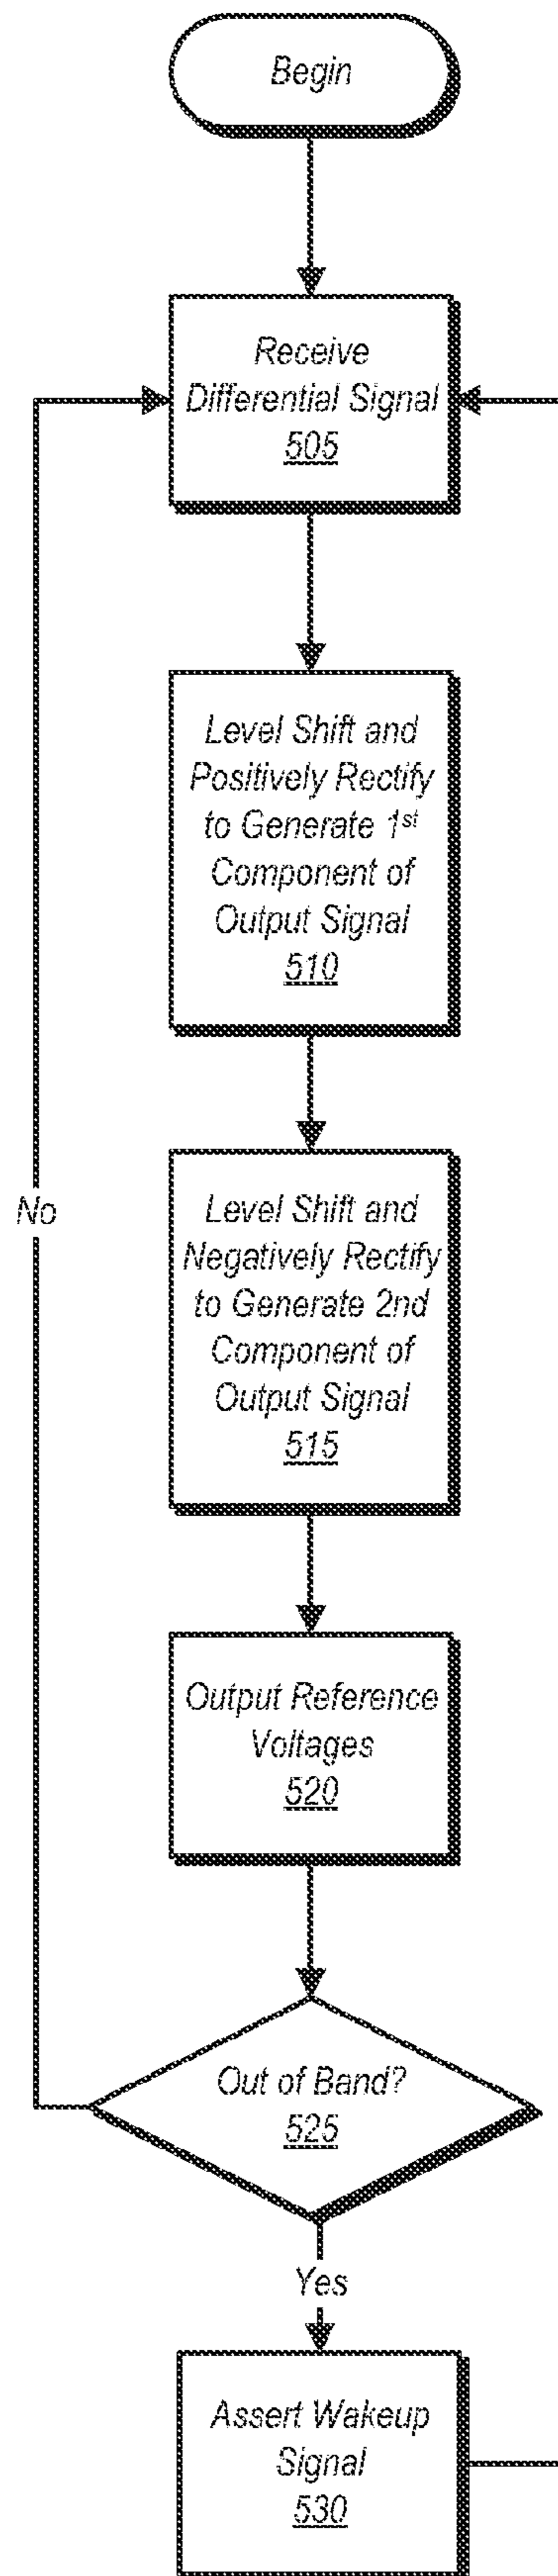 Begin
Receive
Differential Signal
505
Level Shift and
Positively Rectify
to Generate 1st
Component of
Output Signal
510
Level Shift and
Negatively Rectify
to Generate 2nd
Component of
Output Signal
515
No
Output Reference
Voltages
520
Out of Band?
525
Yes
Assert Wakeup
Signal
530